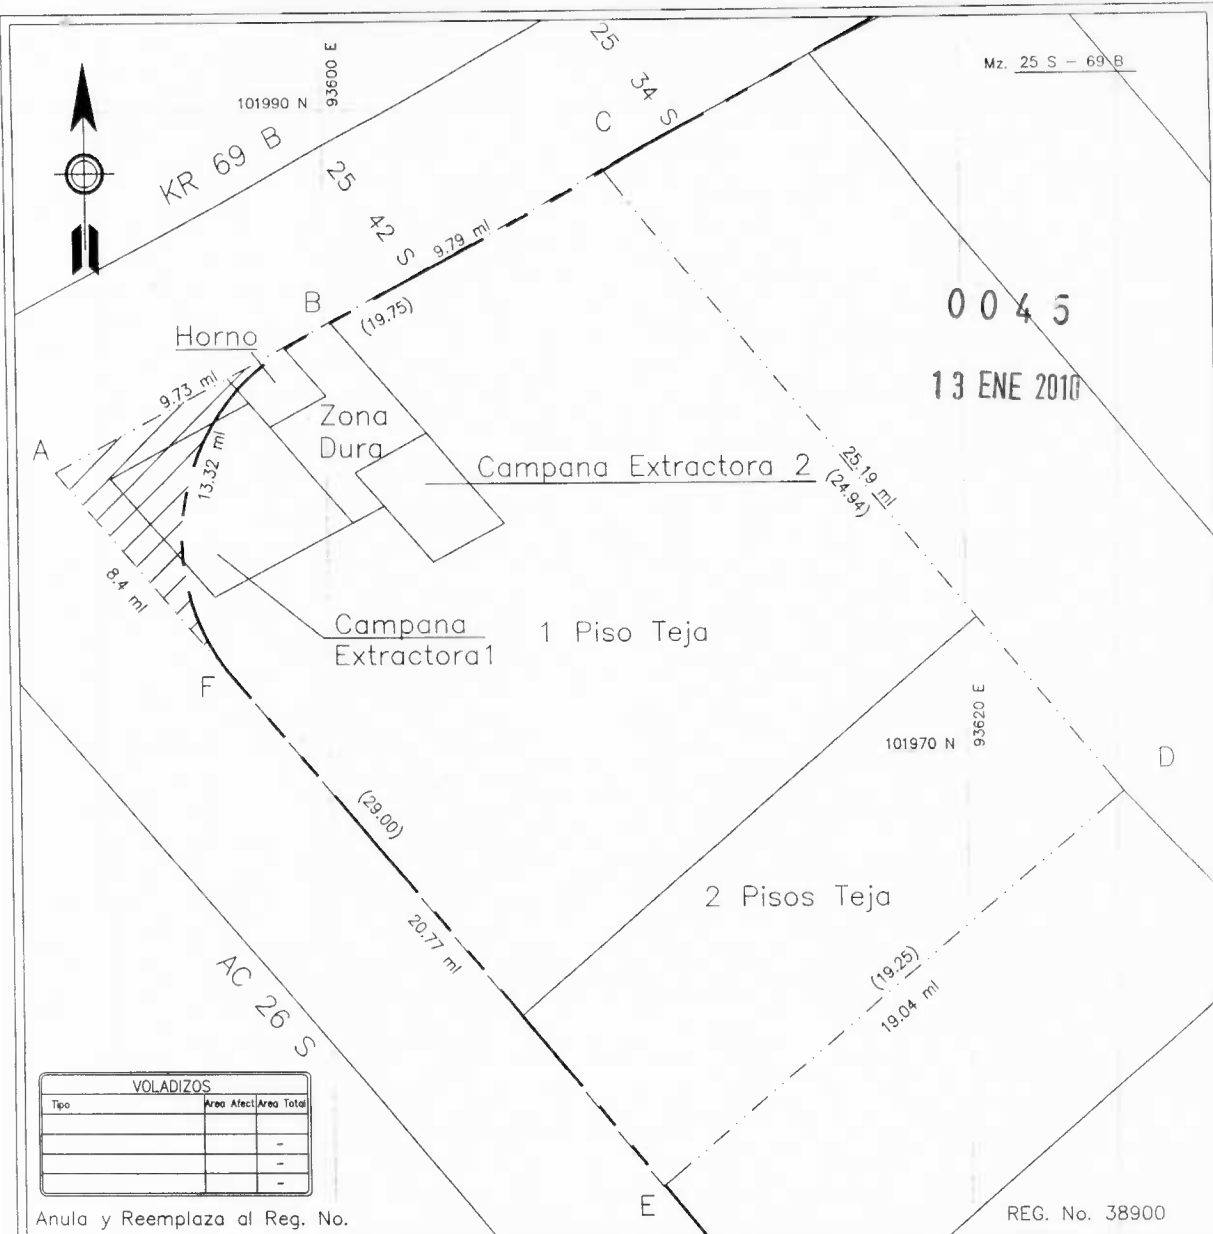 Mz. 25 S - 69 B
101990 N
93600 E
KR 69 B
25 34 S
25 42 S
C
9.79 ml
(19.75)
B
Horno
9.73 ml
A
13.32 ml
Zona
Dura
Campana Extractora 2
0045
13 ENE 2010
25.19 ml
(24.94)
8.4 ml
Campana
Extractora1
1 Piso Teja
F
93620 E
101970 N
D
(29.00)
20.77 ml
2 Pisos Teja
(19.25)
19.04 ml
AC 26 S
E
VOLADIZOS
Tipo Area Afect Area Total
-
-
-
Anula y Reemplaza al Reg. No.
REG. No. 38900